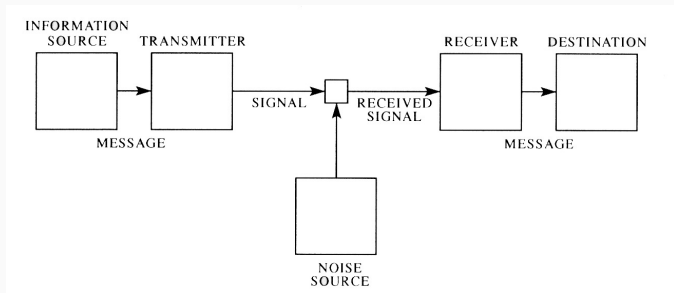 INFORMATION
SOURCE
TRANSMITTER
RECEIVER
DESTINATION
SIGNAL
RECEIVED
SIGNAL
MESSAGE
MESSAGE
NOISE
SOURCE